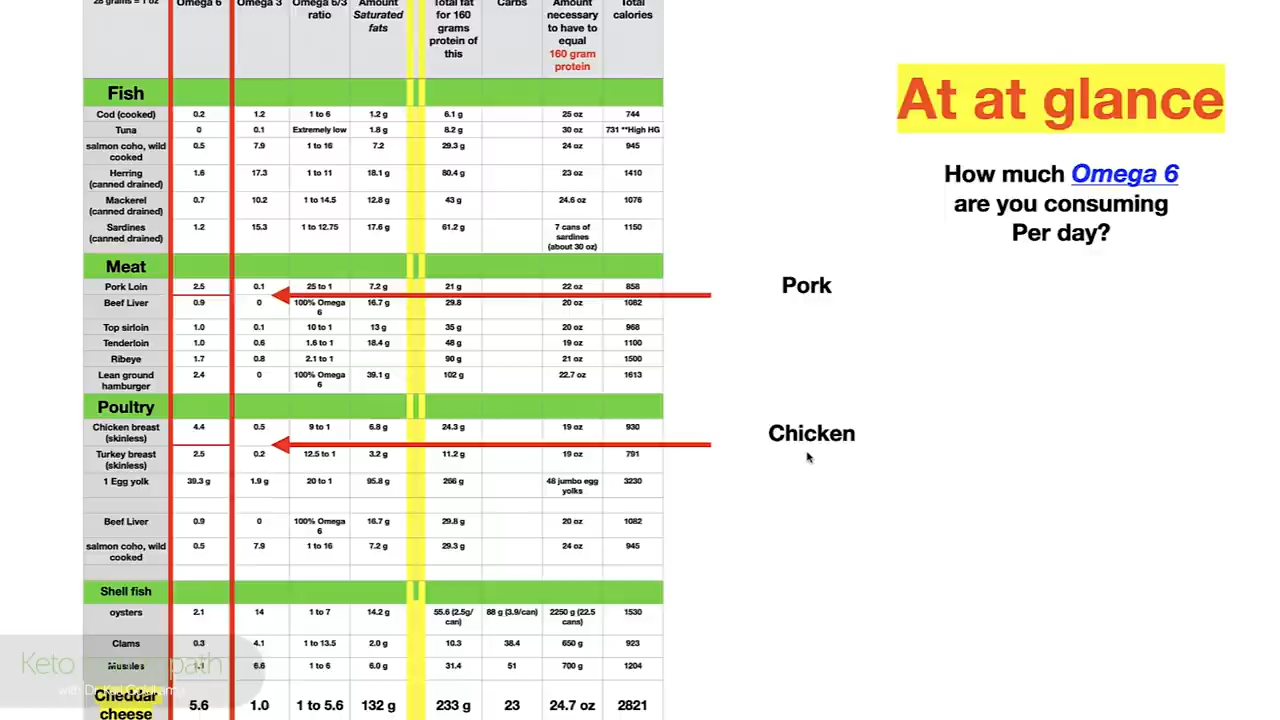 28 grams = 1 oz Omega 6 Omega 3 Omega 6/3 ratio Amount Saturated fats Total fat for 160 grams protein of this Carbs Amount necessary to have to equal 160 gram protein Total calories
Fish
Cod (cooked) 0.2 1.2 1 to 6 1.2 g 6.1 g 25 oz 744
Tuna 0 0.1 Extremely low 1.8 g 8.2 g 30 oz 731 **High HG
salmon coho, wild cooked 0.5 7.9 1 to 16 7.2 29.3 g 24 oz 945
Herring (canned drained) 1.6 17.3 1 to 11 18.1 g 80.4 g 23 oz 1410
Mackerel (canned drained) 0.7 10.2 1 to 14.5 12.8 g 43 g 24.6 oz 1076
Sardines (canned drained) 1.2 15.3 1 to 12.75 17.6 g 61.2 g 7 cans of sardines (about 30 oz) 1150
Meat
Pork Loin 2.5 0.1 25 to 1 7.2 g 21 g 22 oz 858
Beef Liver 0.9 0 100% Omega 6 16.7 g 29.8 20 oz 1082
Top sirloin 1.0 0.1 10 to 1 13 g 35 g 20 oz 968
Tenderloin 1.0 0.6 1.6 to 1 18.4 g 48 g 19 oz 1100
Ribeye 1.7 0.8 2.1 to 1 90 g 21 oz 1500
Lean ground hamburger 2.4 0 100% Omega 6 39.1 g 102 g 22.7 oz 1613
Poultry
Chicken breast (skinless) 4.4 0.5 9 to 1 6.8 g 24.3 g 19 oz 930
Turkey breast (skinless) 2.5 0.2 12.5 to 1 3.2 g 11.2 g 19 oz 791
1 Egg yolk 39.3 g 1.9 g 20 to 1 95.8 g 266 g 48 jumbo egg yolks 3230
Beef Liver 0.9 0 100% Omega 6 16.7 g 29.8 g 20 oz 1082
salmon coho, wild cooked 0.5 7.9 1 to 16 7.2 g 29.3 g 24 oz 945
Shell fish
oysters 2.1 14 1 to 7 14.2 g 55.6 (2.5g/can) 88 g (3.9/can) 2250 g (22.5 cans) 1530
Clams 0.3 4.1 1 to 13.5 2.0 g 10.3 38.4 650 g 923
Mussles 1.1 6.6 1 to 6 6.0 g 31.4 51 700 g 1204
Cheddar cheese 5.6 1.0 1 to 5.6 132 g 233 g 23 24.7 oz 2821
At at glance
How much Omega 6
are you consuming
Per day?
Pork
Chicken
Keto
with Dr.